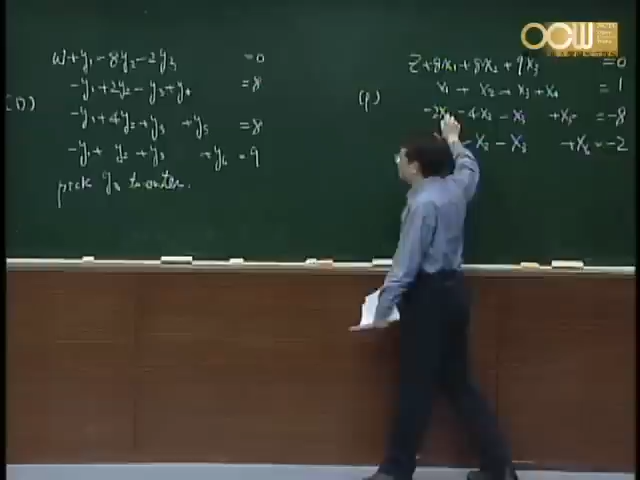 OCW
w + y₁ - 8y₂ - 2y₃ = 0
(D)
-y₁ + 2y₂ - y₃ + y₄ = 8
-y₁ + 4y₂ + y₃ + y₅ = 8
-y₁ + y₂ + y₃ + y₆ = 9
pick y₂ to enter.
z + 8x₁ + 8x₂ + 9x₃ = 0
(P)
x₁ + x₂ + x₃ + x₄ = 1
-2x₁ - 4x₂ - x₃ + x₅ = -8
- x₂ - x₃ + x₆ = -2